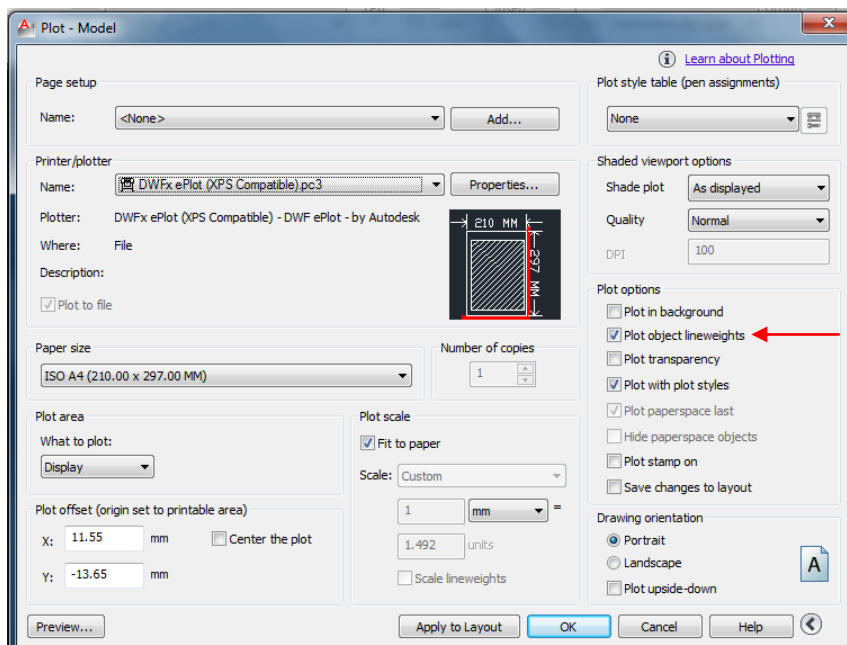 Plot - Model
Learn about Plotting
Page setup
Name: <None> Add...
Plot style table (pen assignments)
None
Printer/plotter
Name: DWFx ePlot (XPS Compatible).pc3 Properties...
Plotter: DWFx ePlot (XPS Compatible) - DWF ePlot - by Autodesk
Where: File
Description:
Plot to file
210 MM
297 MM
Shaded viewport options
Shade plot As displayed
Quality Normal
DPI 100
Paper size
ISO A4 (210.00 x 297.00 MM)
Number of copies
1
Plot options
Plot in background
Plot object lineweights
Plot transparency
Plot with plot styles
Plot paperspace last
Hide paperspace objects
Plot stamp on
Save changes to layout
Plot area
What to plot:
Display
Plot scale
Fit to paper
Scale: Custom
1 mm =
1.492 units
Scale lineweights
Plot offset (origin set to printable area)
X: 11.55 mm Center the plot
Y: -13.65 mm
Drawing orientation
Portrait
Landscape
Plot upside-down
A
Preview... Apply to Layout OK Cancel Help